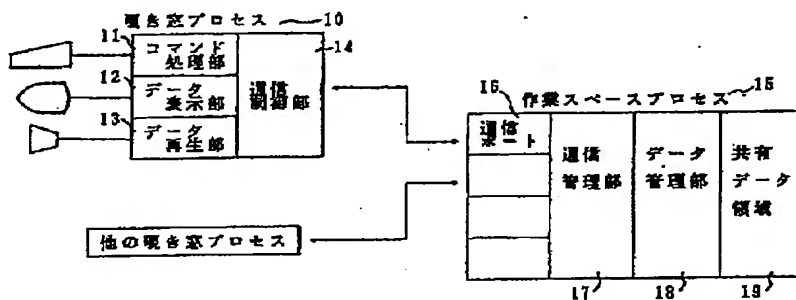 覗き窓プロセス 10
11
コマンド
処理部
12
データ
表示部
13
データ
再生部
14
通信
制御部
作業スペースプロセス 15
16
通信
ポート
通信
管理部
データ
管理部
共有
データ
領域
他の覗き窓プロセス
17
18
19